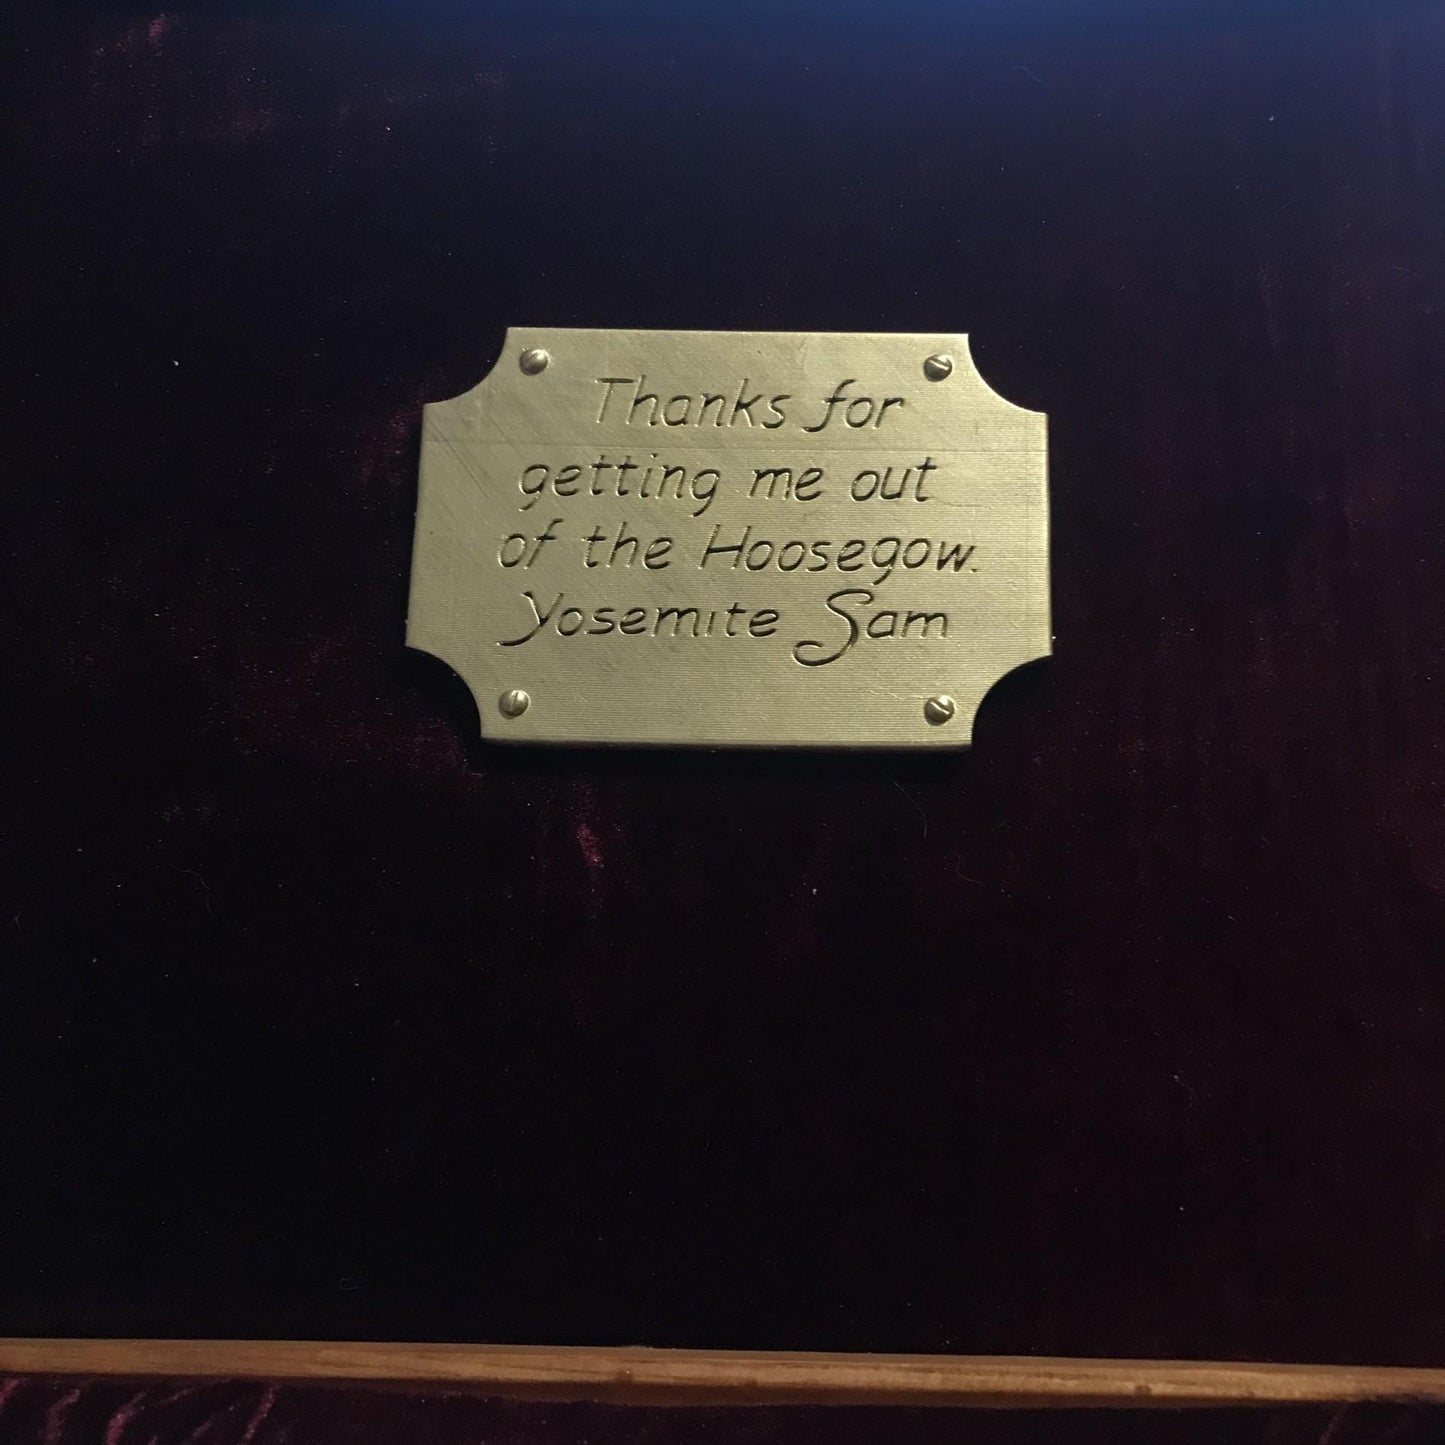 Thanks for
getting me out
of the Hoosegow.
Yosemite Sam